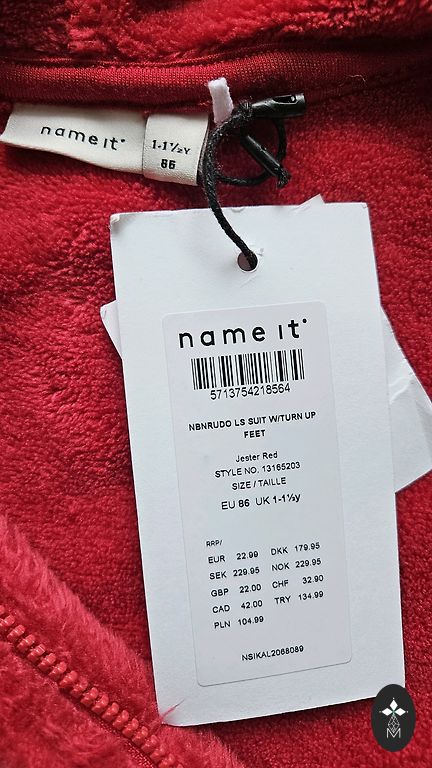 name it
1-1½Y
86
name it
5713754218564
NBNRUDO LS SUIT W/TURN UP
FEET
Jester Red
STYLE NO. 13165203
SIZE / TAILLE
EU 86 UK 1-1½y
RRP/
EUR 22.99 DKK 179.95
SEK 229.95 NOK 229.95
GBP 22.00 CHF 32.90
CAD 42.00 TRY 134.99
PLN 104.99
NSIKAL2068089
M